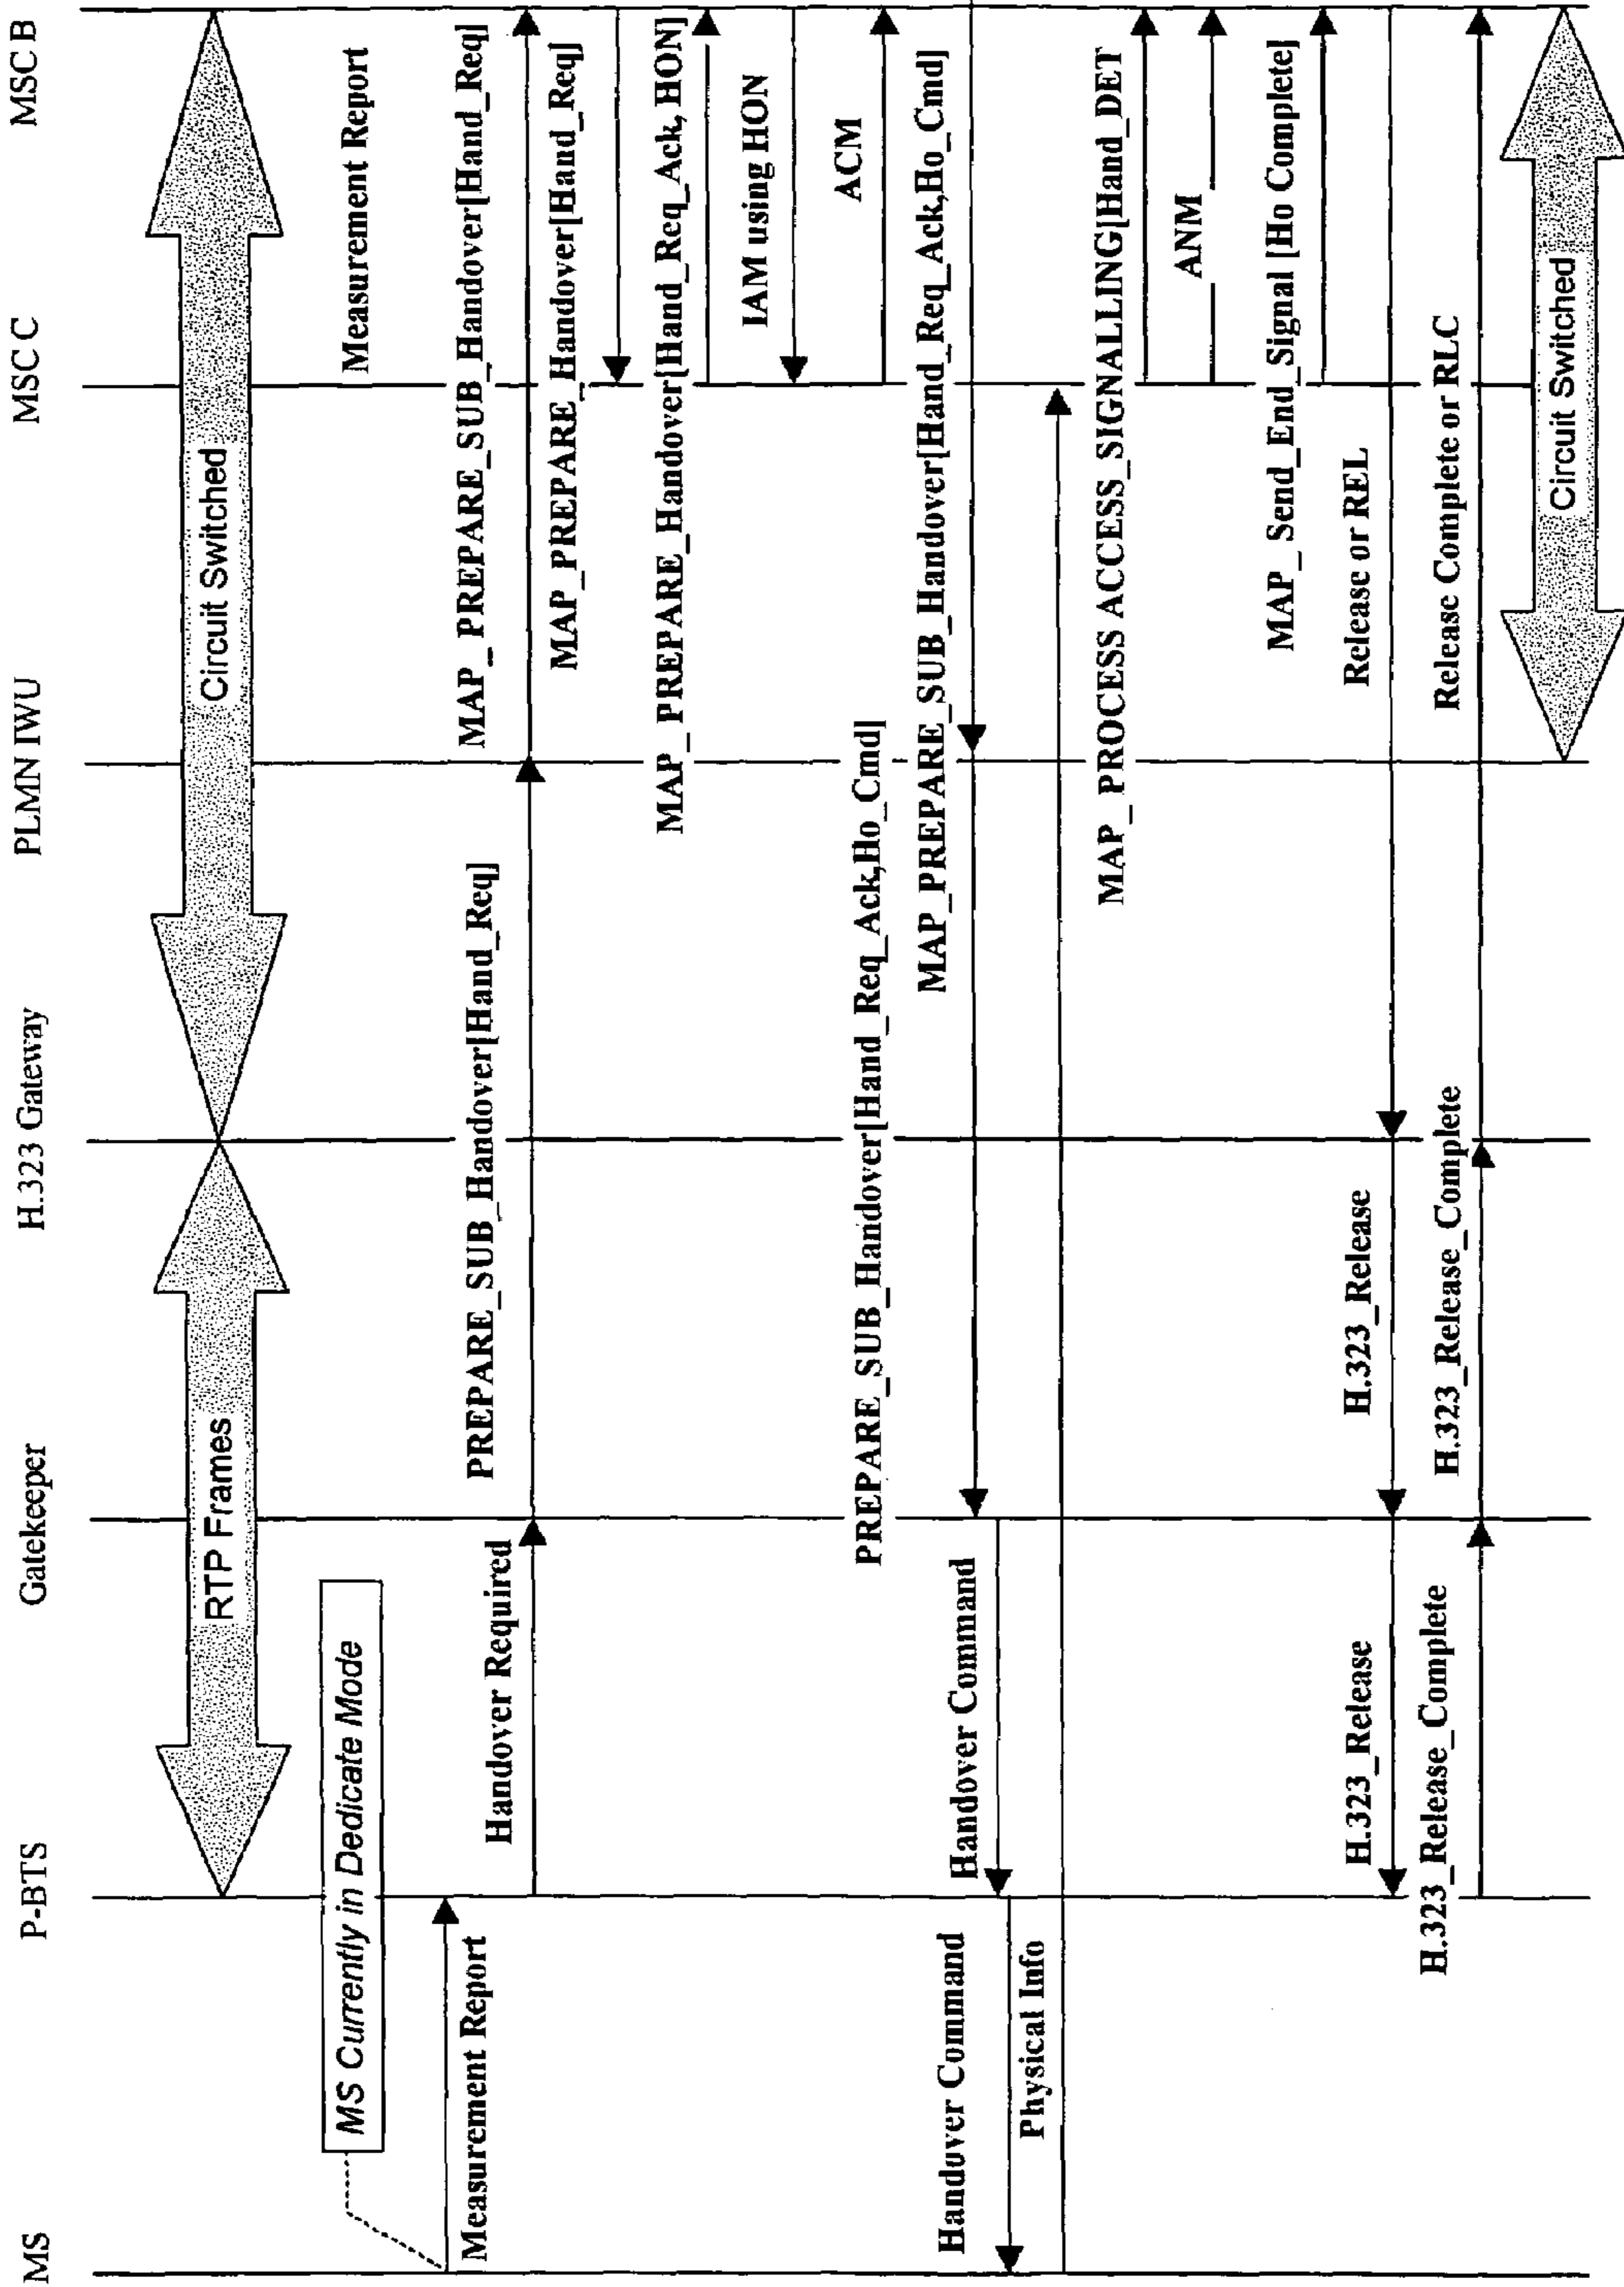 MS
P-BTS
Gatekeeper
H.323 Gateway
PLMN IWU
MSC C
MSC B
RTP Frames
Circuit Switched
MS Currently in Dedicate Mode
Measurement Report
Measurement Report
Handover Required
PREPARE_SUB_Handover[Hand_Req]
MAP_PREPARE_SUB_Handover[Hand_Req]
MAP_PREPARE_Handover[Hand_Req]
MAP_PREPARE_Handover[Hand_Req_Ack, HON]
IAM using HON
ACM
PREPARE_SUB_Handover[Hand_Req_Ack,Ho_Cmd]
MAP_PREPARE_SUB_Handover[Hand_Req_Ack,Ho_Cmd]
Handover Command
Handover Command
Physical Info
MAP_PROCESS ACCESS_SIGNALLING[Hand_DET
ANM
MAP_Send_End_Signal [Ho Complete]
H.323_Release
H.323_Release
Release or REL
H.323_Release_Complete
H.323_Release_Complete
Release Complete or RLC
Circuit Switched